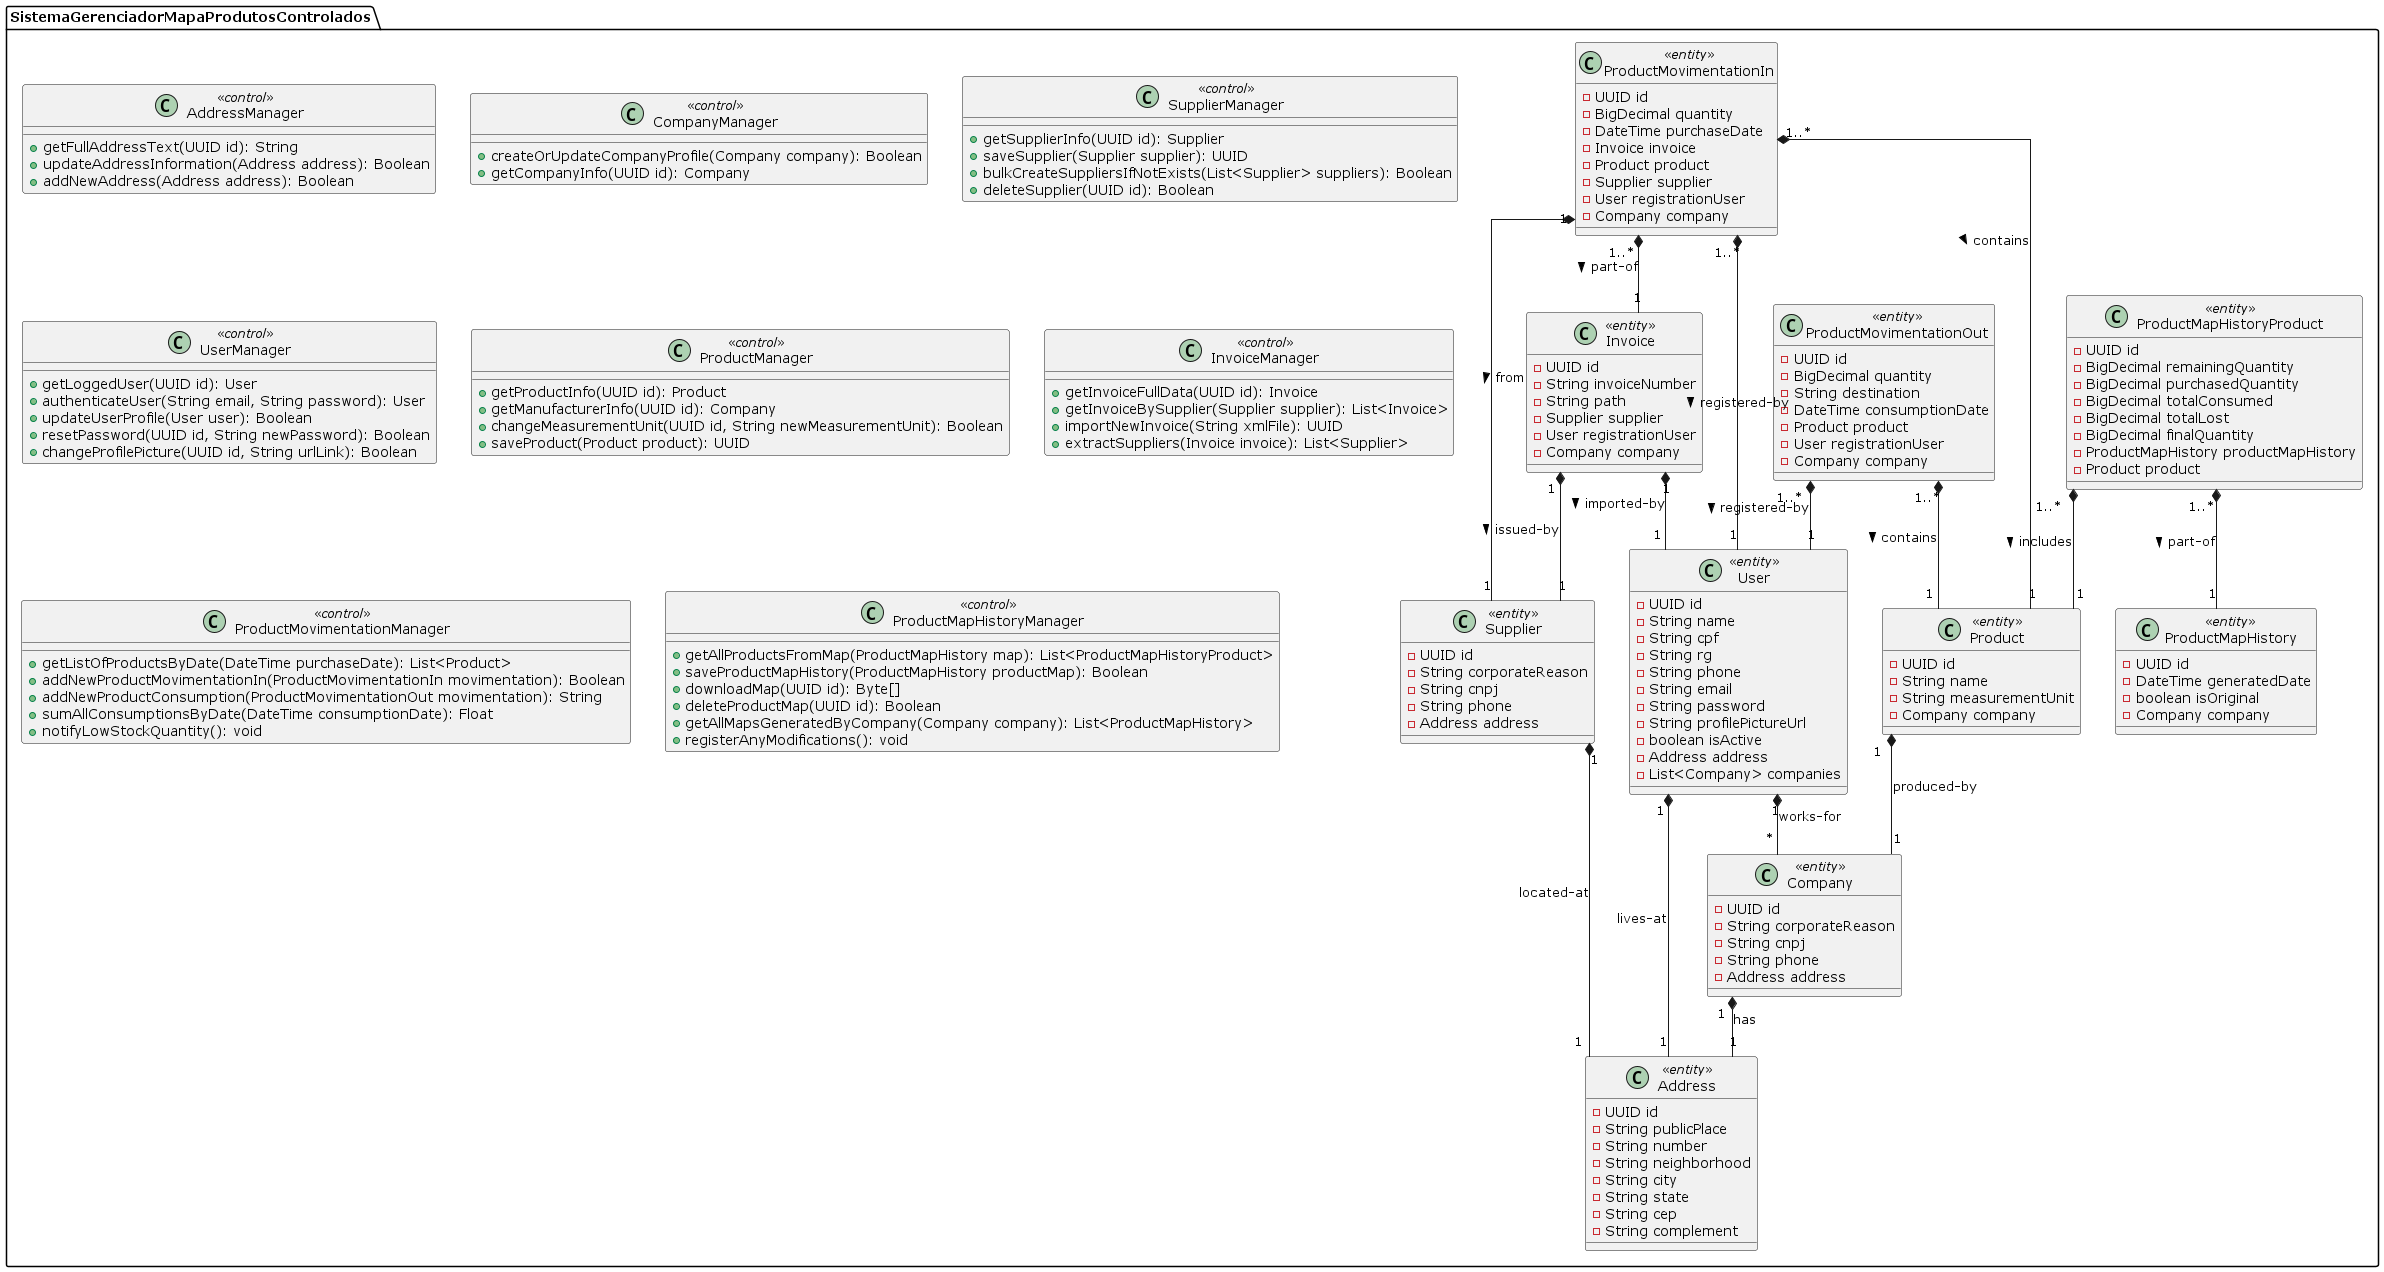 SistemaGerenciadorMapaProdutosControlados
«control»
AddressManager
getFullAddressText(UUID id): String
updateAddressInformation(Address address): Boolean
addNewAddress(Address address): Boolean
«control»
CompanyManager
createOrUpdateCompanyProfile(Company company): Boolean
getCompanyInfo(UUID id): Company
«control»
SupplierManager
getSupplierInfo(UUID id): Supplier
saveSupplier(Supplier supplier): UUID
bulkCreateSuppliersIfNotExists(List<Supplier> suppliers): Boolean
deleteSupplier(UUID id): Boolean
«entity»
ProductMovimentationIn
UUID id
BigDecimal quantity
DateTime purchaseDate
Invoice invoice
Product product
Supplier supplier
User registrationUser
Company company
1..*
1
1..*
1..*
contains
part-of
1
«control»
UserManager
getLoggedUser(UUID id): User
authenticateUser(String email, String password): User
updateUserProfile(User user): Boolean
resetPassword(UUID id, String newPassword): Boolean
changeProfilePicture(UUID id, String urlLink): Boolean
«control»
ProductManager
getProductInfo(UUID id): Product
getManufacturerInfo(UUID id): Company
changeMeasurementUnit(UUID id, String newMeasurementUnit): Boolean
saveProduct(Product product): UUID
«control»
InvoiceManager
getInvoiceFullData(UUID id): Invoice
getInvoiceBySupplier(Supplier supplier): List<Invoice>
importNewInvoice(String xmlFile): UUID
extractSuppliers(Invoice invoice): List<Supplier>
from
«entity»
Invoice
UUID id
String invoiceNumber
String path
Supplier supplier
User registrationUser
Company company
registered-by
«entity»
ProductMovimentationOut
UUID id
BigDecimal quantity
String destination
DateTime consumptionDate
Product product
User registrationUser
Company company
«entity»
ProductMapHistoryProduct
UUID id
BigDecimal remainingQuantity
BigDecimal purchasedQuantity
BigDecimal totalConsumed
BigDecimal totalLost
BigDecimal finalQuantity
ProductMapHistory productMapHistory
Product product
1
1
1..*
1..*
1..*
1..*
imported-by
registered-by
issued-by
contains
includes
part-of
1
1
1
1
1
1
1
1
1
«control»
ProductMovimentationManager
getListOfProductsByDate(DateTime purchaseDate): List<Product>
addNewProductMovimentationIn(ProductMovimentationIn movimentation): Boolean
addNewProductConsumption(ProductMovimentationOut movimentation): String
sumAllConsumptionsByDate(DateTime consumptionDate): Float
notifyLowStockQuantity(): void
«control»
ProductMapHistoryManager
getAllProductsFromMap(ProductMapHistory map): List<ProductMapHistoryProduct>
saveProductMapHistory(ProductMapHistory productMap): Boolean
downloadMap(UUID id): Byte[]
deleteProductMap(UUID id): Boolean
getAllMapsGeneratedByCompany(Company company): List<ProductMapHistory>
registerAnyModifications(): void
«entity»
Supplier
UUID id
String corporateReason
String cnpj
String phone
Address address
«entity»
User
UUID id
String name
String cpf
String rg
String phone
String email
String password
String profilePictureUrl
boolean isActive
Address address
List<Company> companies
«entity»
Product
UUID id
String name
String measurementUnit
Company company
«entity»
ProductMapHistory
UUID id
DateTime generatedDate
boolean isOriginal
Company company
1
1
1
1
produced-by
works-for
*
1
located-at
lives-at
«entity»
Company
UUID id
String corporateReason
String cnpj
String phone
Address address
1
has
1
1
1
«entity»
Address
UUID id
String publicPlace
String number
String neighborhood
String city
String state
String cep
String complement